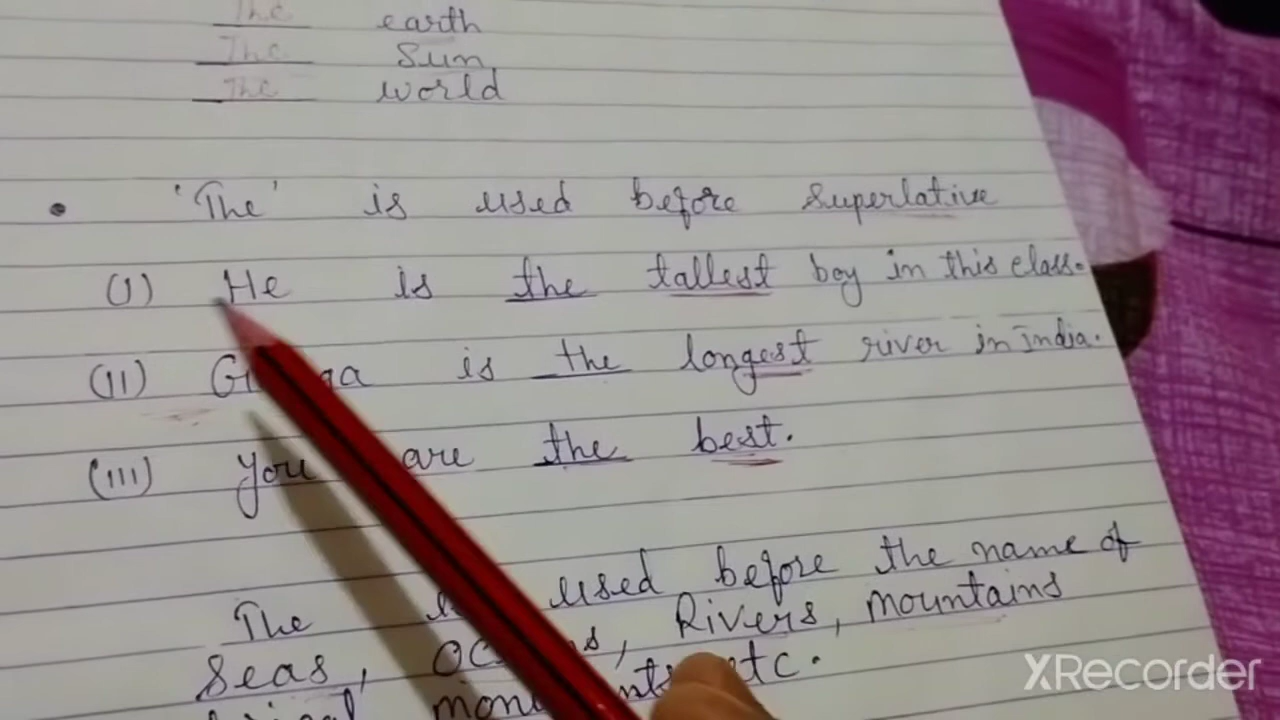 The earth
The Sun
The world
• 'The' is used before superlative
(I) He is the tallest boy in this class.
(II) is the longest river in India.
(III) You are the best.
The used before the name of
Seas, Rivers, mountains
etc.
XRecorder